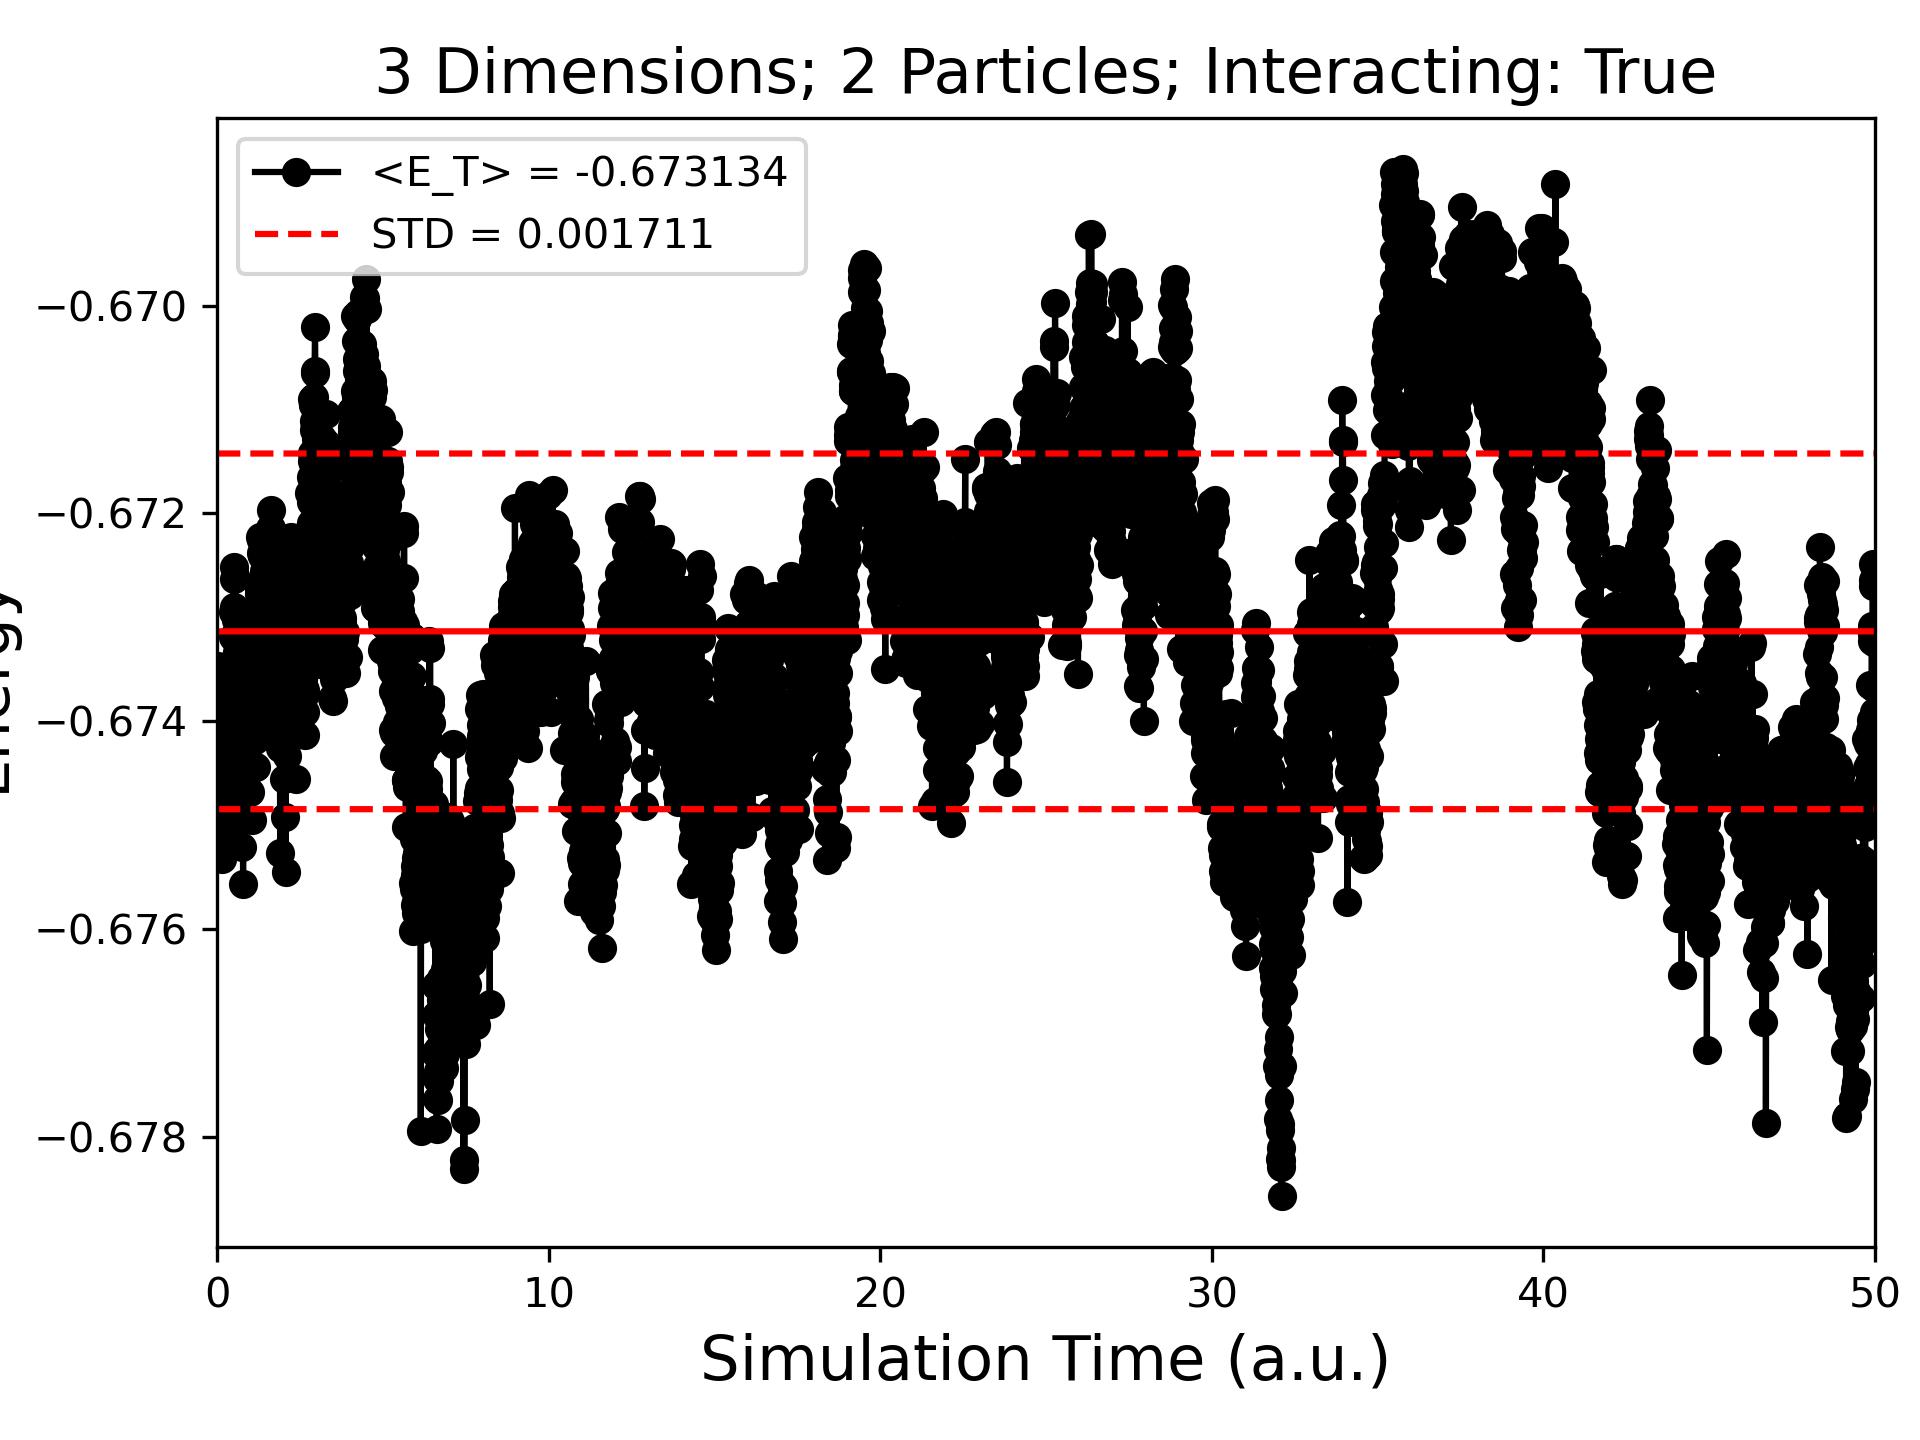 3 Dimensions; 2 Particles; Interacting: True
<E_T> = -0.673134
STD = 0.001711
−0.670
−0.672
−0.674
−0.676
−0.678
Energy
0 10 20 30 40 50
Simulation Time (a.u.)